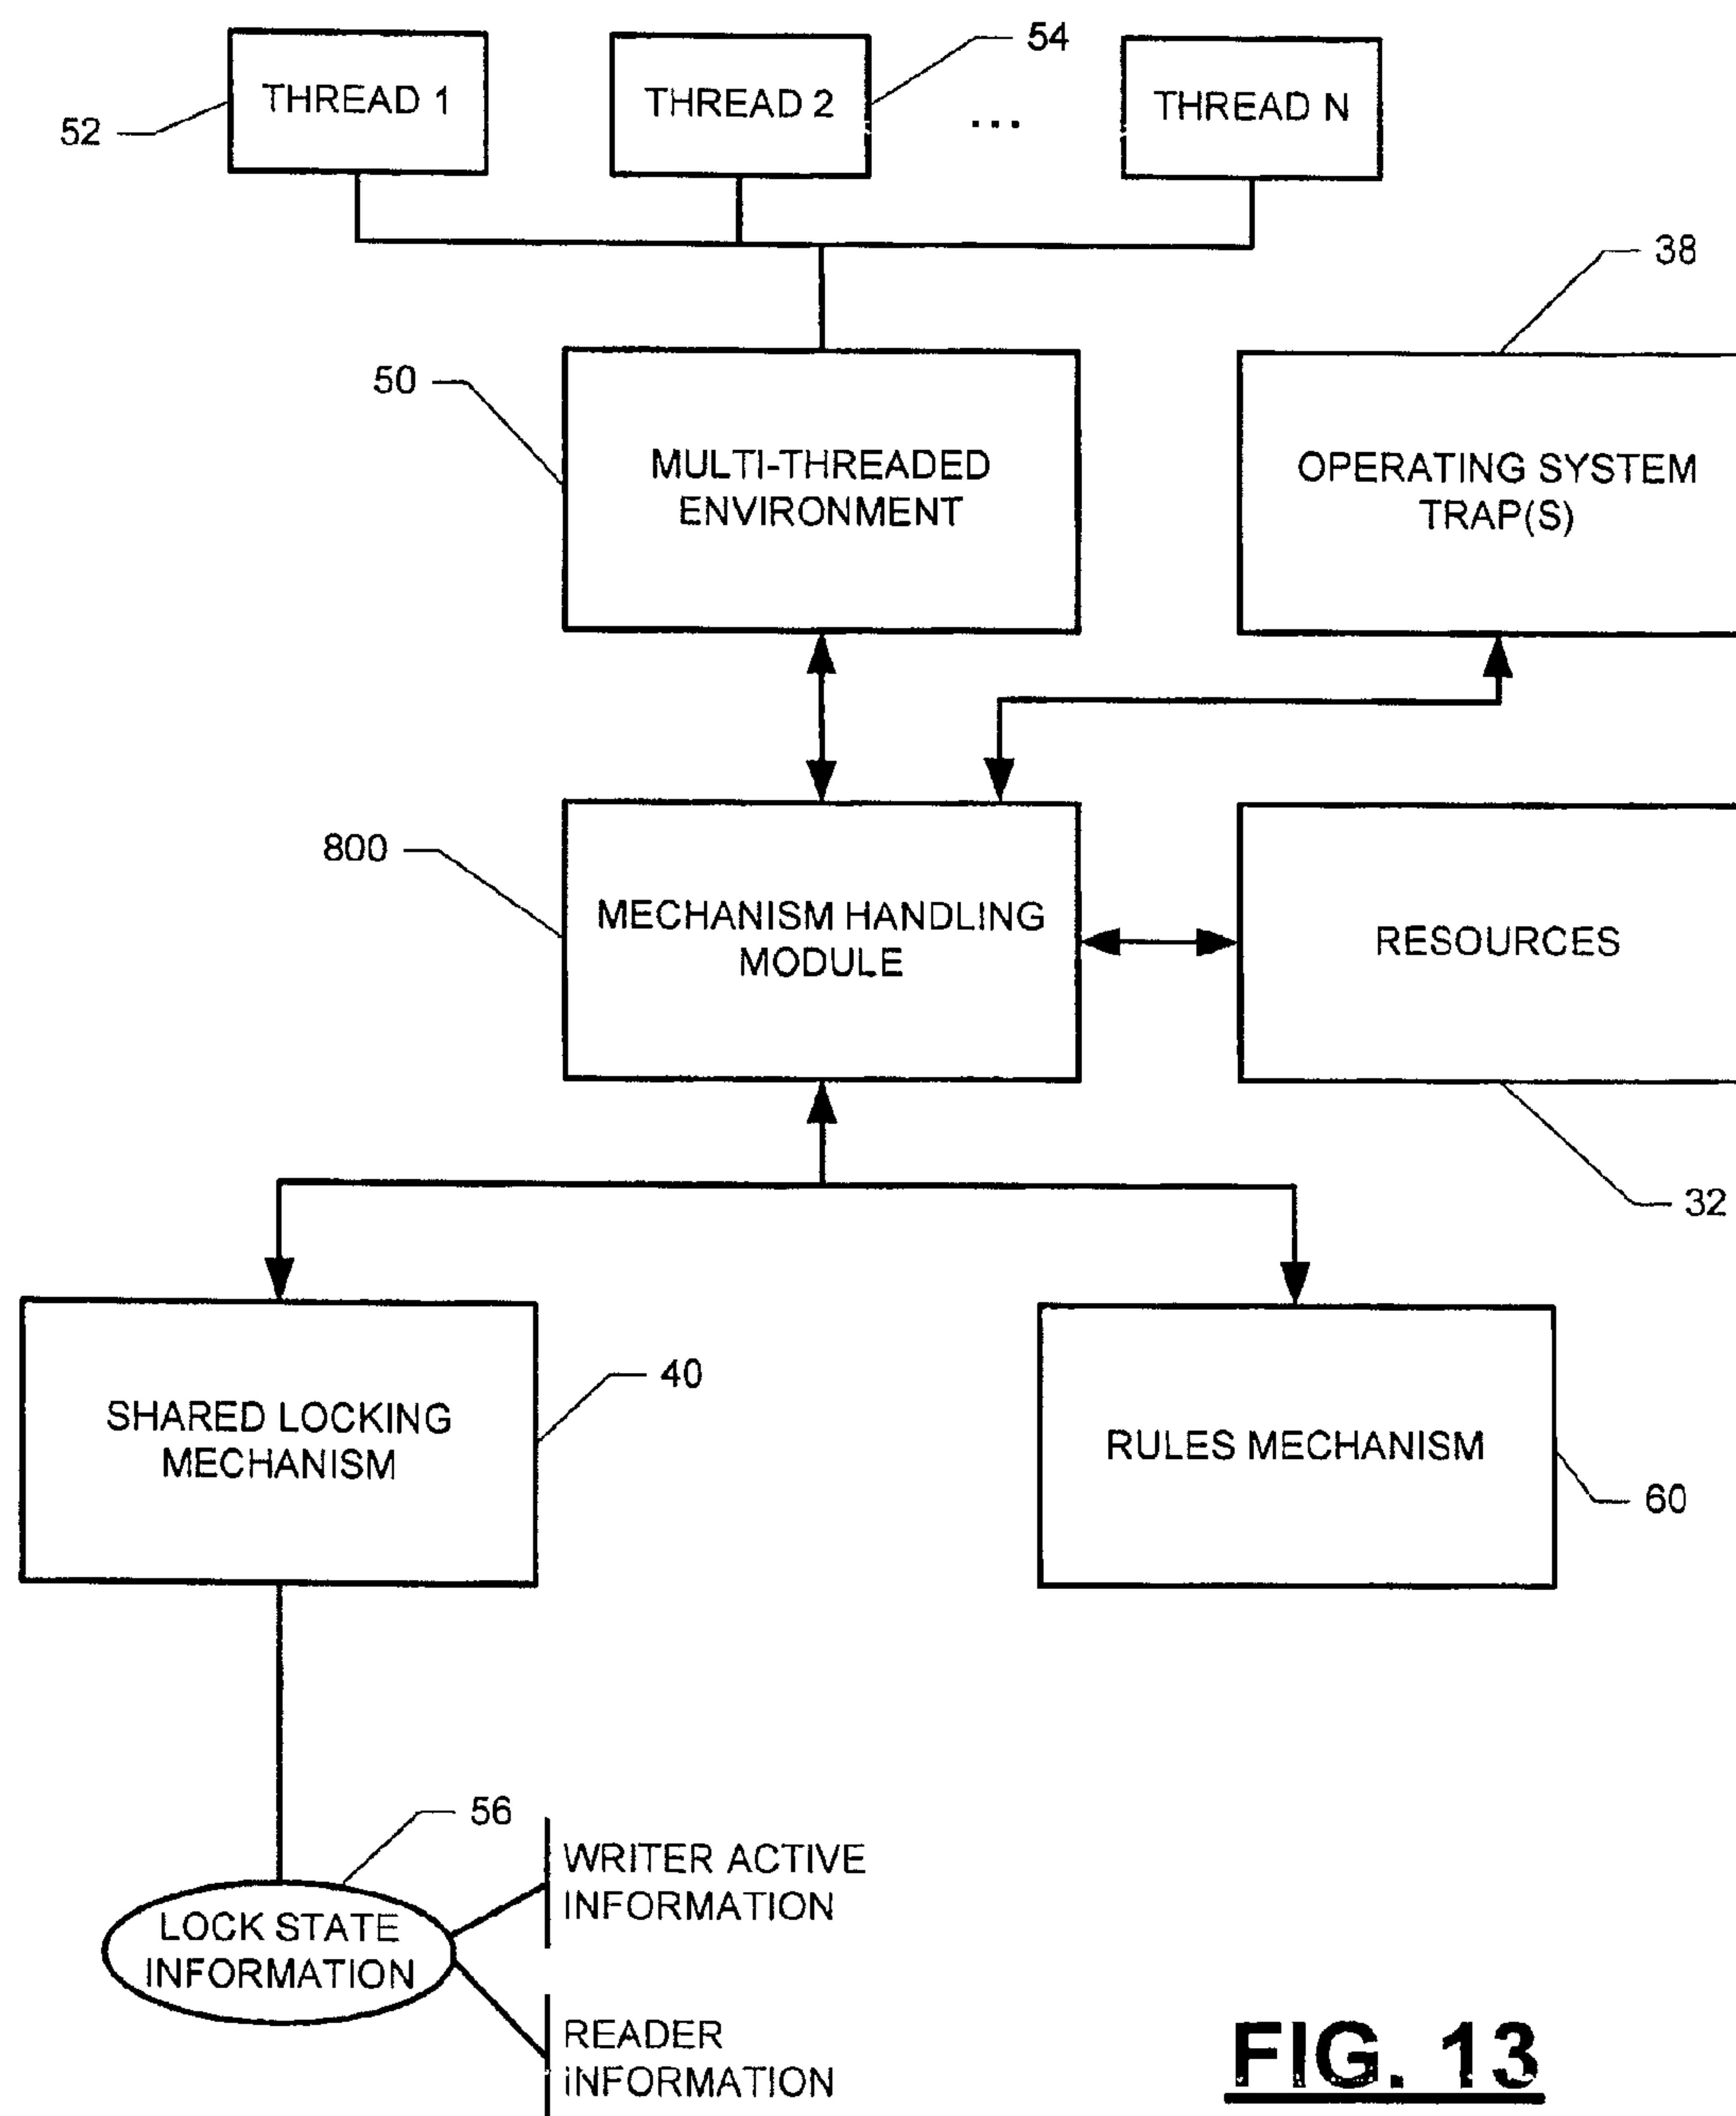 THREAD 1
THREAD 2
54
52
...
THREAD N
38
50
MULTI-THREADED
ENVIRONMENT
OPERATING SYSTEM
TRAP(S)
800
MECHANISM HANDLING
MODULE
RESOURCES
32
SHARED LOCKING
MECHANISM
40
RULES MECHANISM
60
56
LOCK STATE
INFORMATION
WRITER ACTIVE
INFORMATION
READER
INFORMATION
FIG. 13